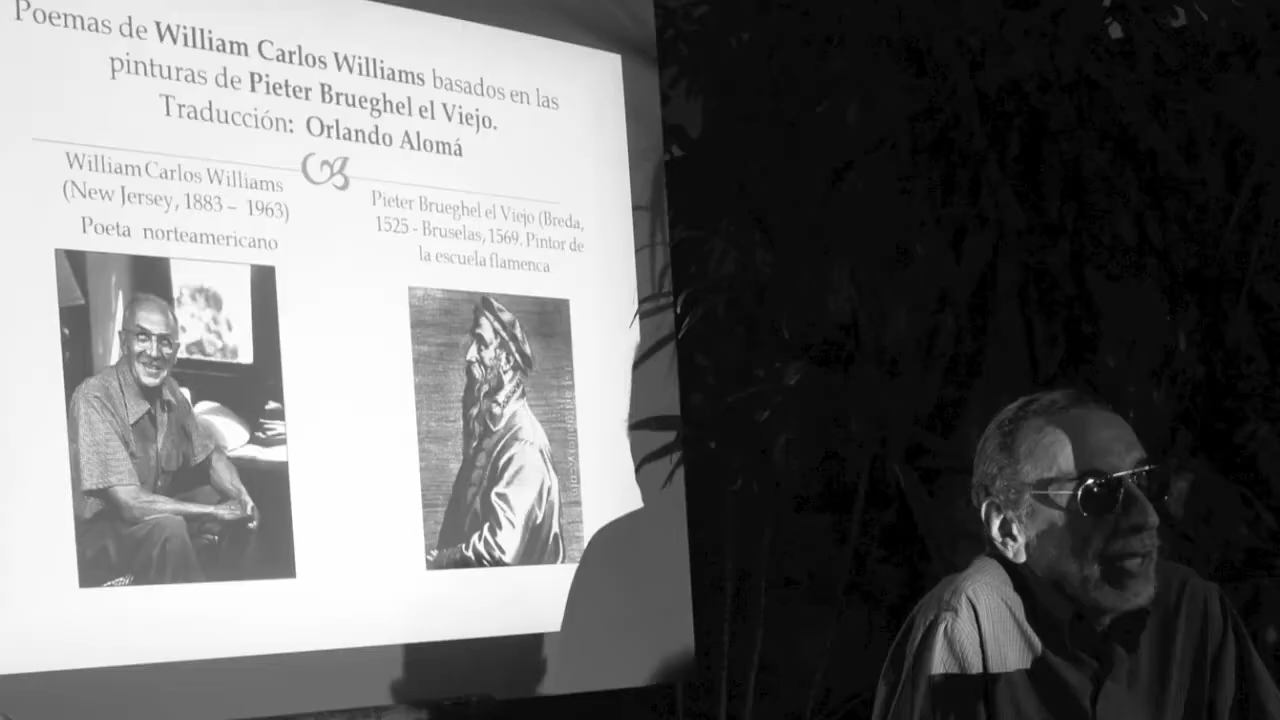 Poemas de William Carlos Williams basados en las
pinturas de Pieter Brueghel el Viejo.
Traducción: Orlando Alomá
William Carlos Williams
(New Jersey, 1883 – 1963)
Poeta norteamericano
Pieter Brueghel el Viejo (Breda,
1525 - Bruselas, 1569. Pintor de
la escuela flamenca